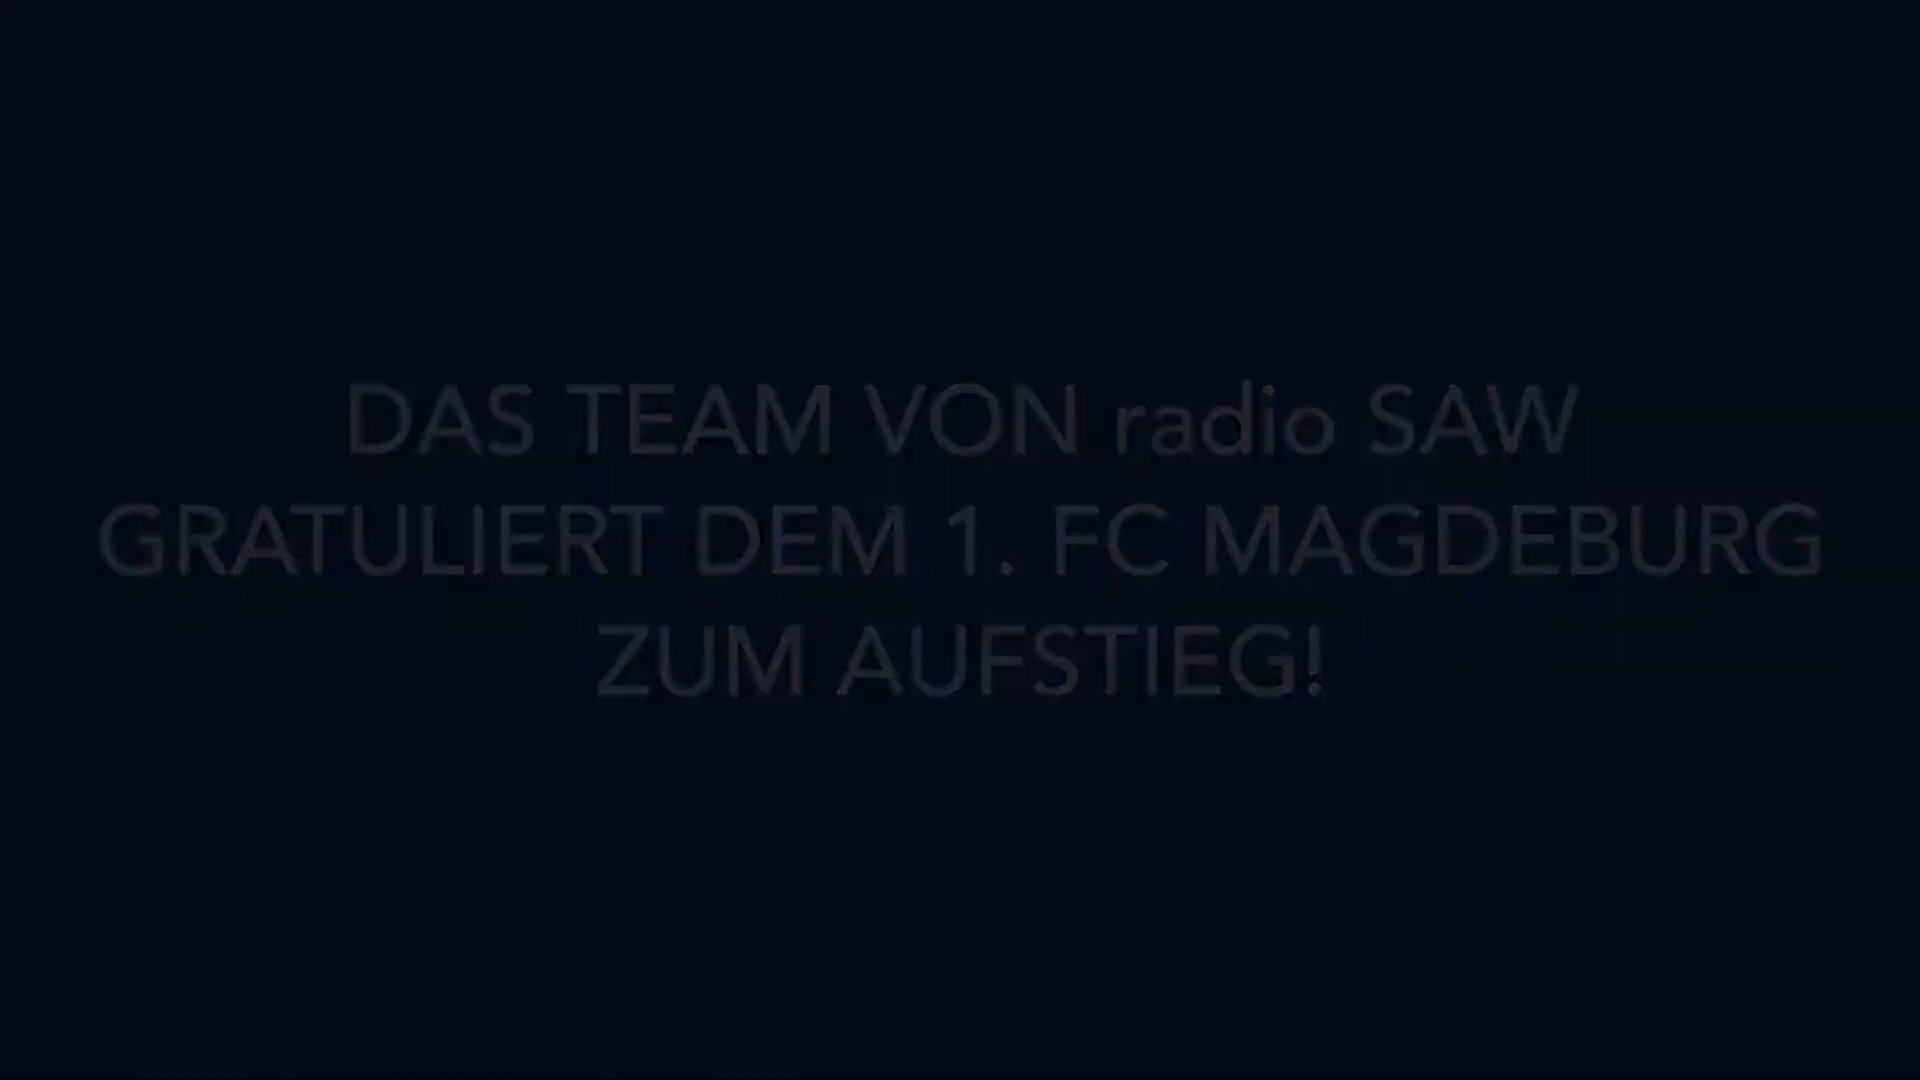 DAS TEAM VON radio SAW
GRATULIERT DEM 1. FC MAGDEBURG
ZUM AUFSTIEG!